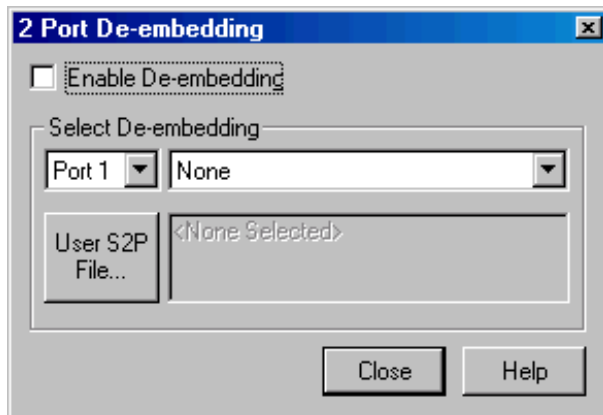 2 Port De-embedding
Enable De-embedding
Select De-embedding
Port 1
None
User S2P
File...
<None Selected>
Close
Help